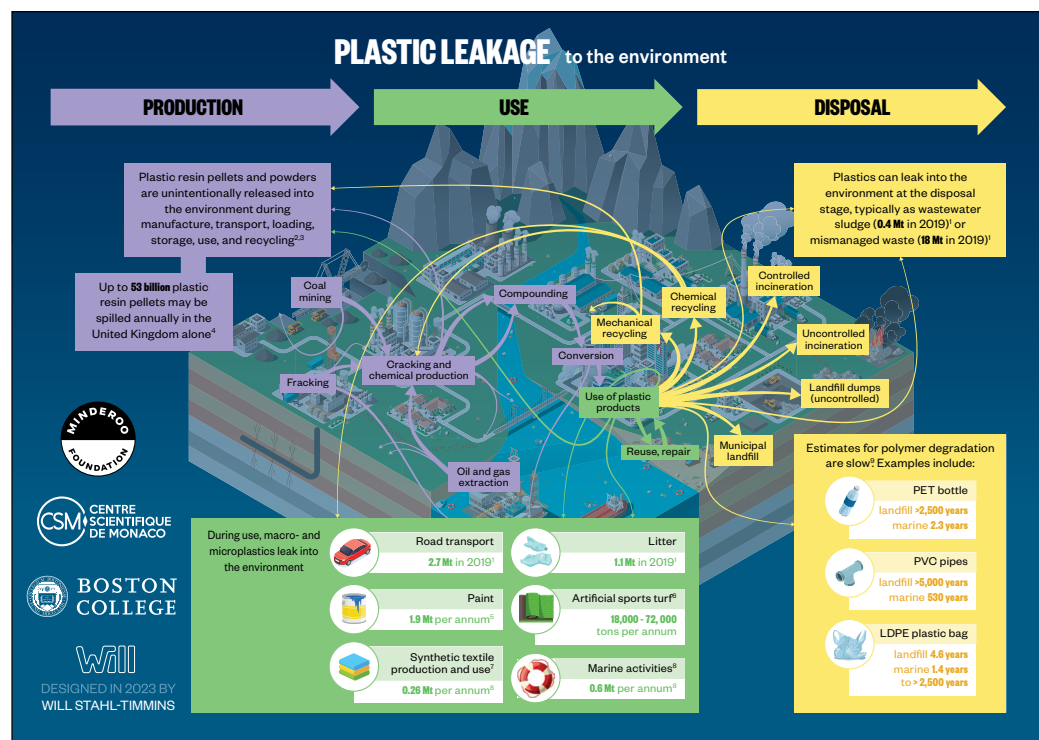 PLASTIC LEAKAGE to the environment
PRODUCTION
USE
DISPOSAL
Plastic resin pellets and powders
are unintentionally released into
the environment during
manufacture, transport, loading,
storage, use, and recycling2,3
Up to 53 billion plastic
resin pellets may be
spilled annually in the
United Kingdom alone4
Plastics can leak into the
environment at the disposal
stage, typically as wastewater
sludge (0.4 Mt in 2019)1 or
mismanaged waste (18 Mt in 2019)1
Coal
mining
Fracking
Cracking and
chemical production
Oil and gas
extraction
Compounding
Conversion
Mechanical
recycling
Chemical
recycling
Controlled
incineration
Uncontrolled
incineration
Landfill dumps
(uncontrolled)
Municipal
landfill
Use of plastic
products
Reuse, repair
MINDEROO
FOUNDATION
CSM CENTRE
SCIENTIFIQUE
DE MONACO
BOSTON
COLLEGE
Will
DESIGNED IN 2023 BY
WILL STAHL-TIMMINS
During use, macro- and
microplastics leak into
the environment
Road transport
2.7 Mt in 20191
Litter
1.1 Mt in 20191
Paint
1.9 Mt per annum5
Artificial sports turf6
18,000 - 72, 000
tons per annum
Synthetic textile
production and use7
0.26 Mt per annum8
Marine activities8
0.6 Mt per annum8
Estimates for polymer degradation
are slow9. Examples include:
PET bottle
landfill >2,500 years
marine 2.3 years
PVC pipes
landfill >5,000 years
marine 530 years
LDPE plastic bag
landfill 4.6 years
marine 1.4 years
to > 2,500 years